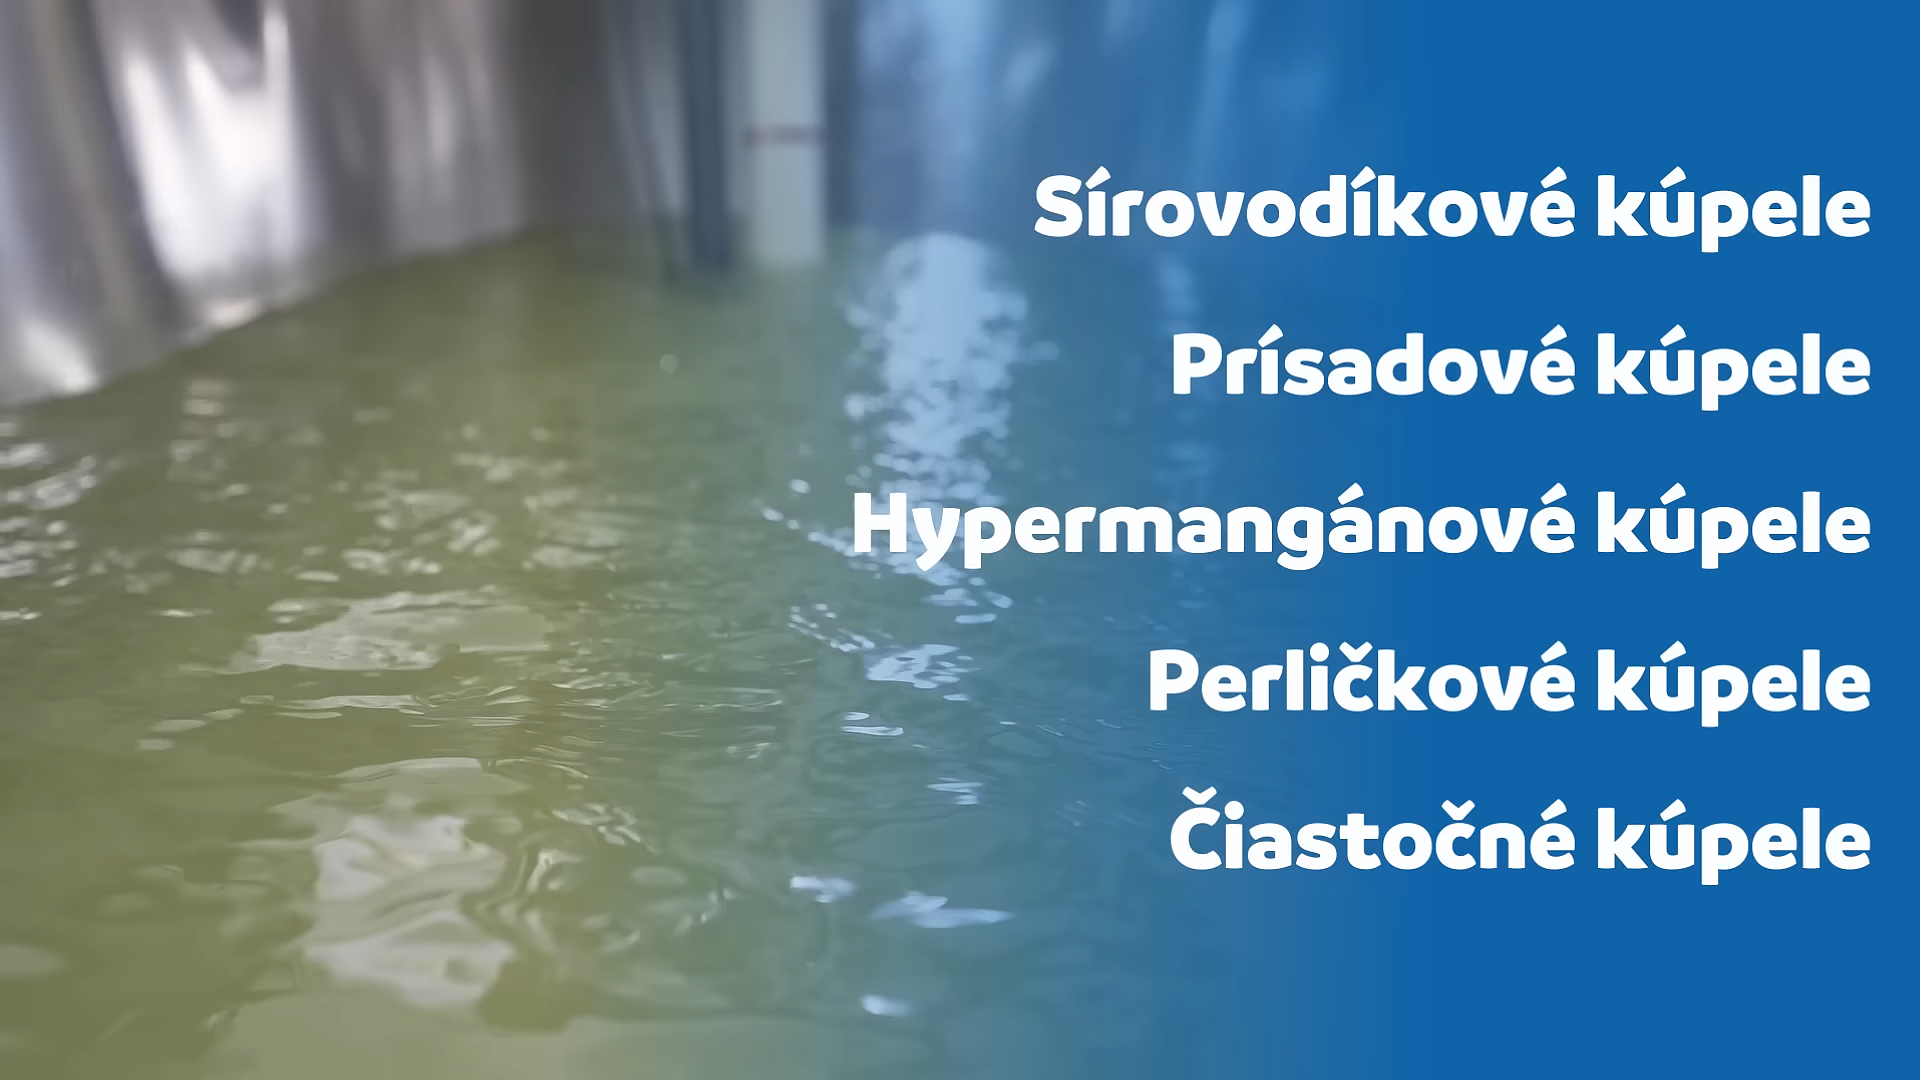 Sírovodíkové kúpele
Prísadové kúpele
Hypermangánové kúpele
Perličkové kúpele
Čiastočné kúpele